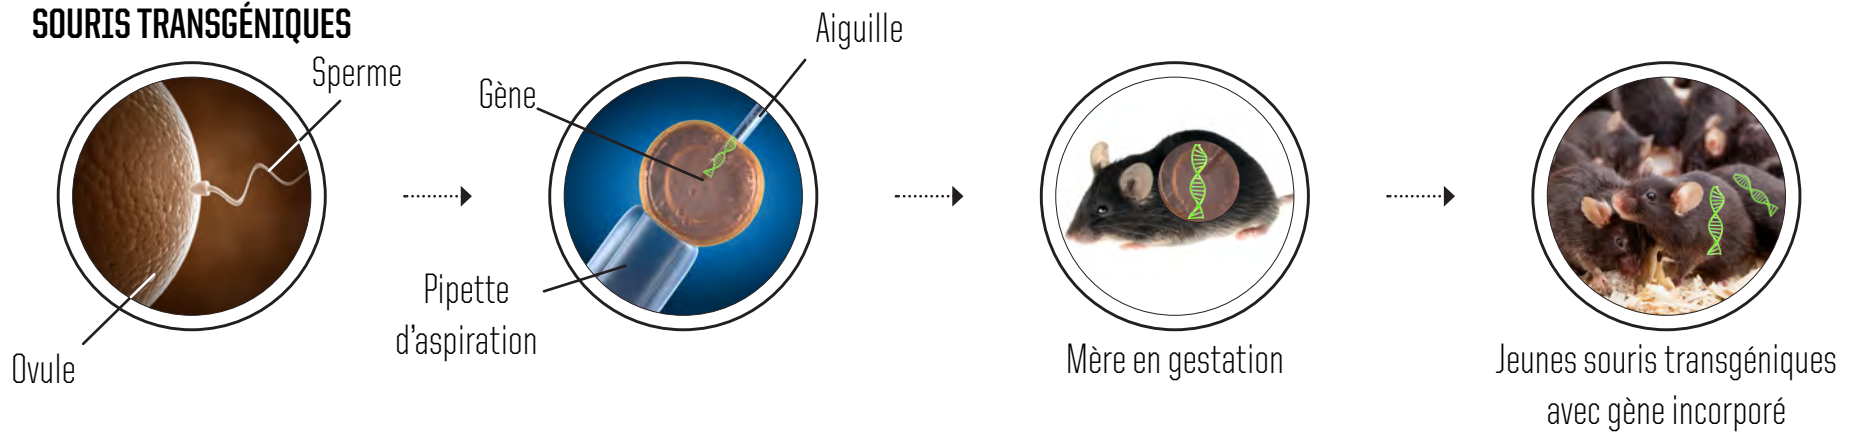 SOURIS TRANSGÉNIQUES
Sperme
Ovule
Gène
Aiguille
Pipette
d'aspiration
Mère en gestation
Jeunes souris transgéniques
avec gène incorporé